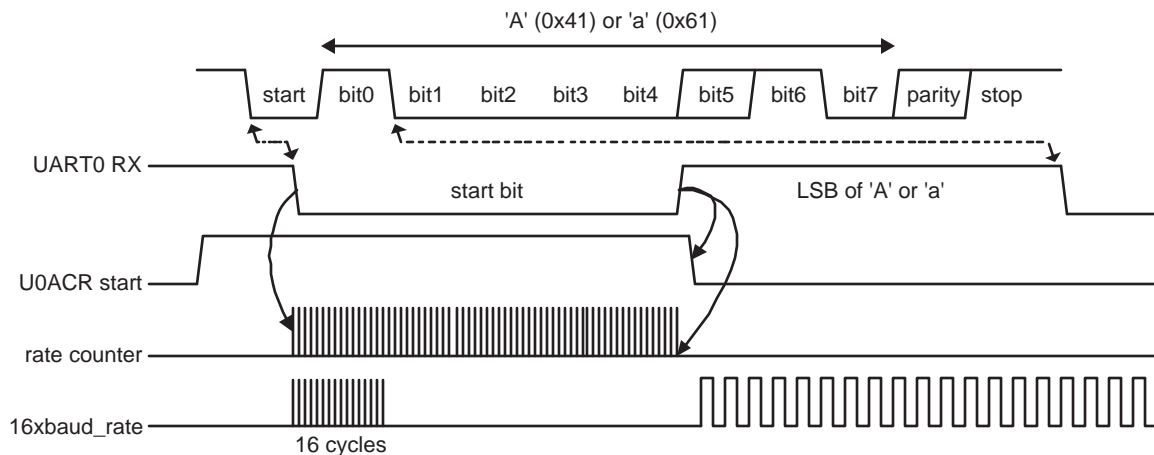 'A' (0x41) or 'a' (0x61)
start bit0 bit1 bit2 bit3 bit4 bit5 bit6 bit7 parity stop
UART0 RX
start bit
LSB of 'A' or 'a'
U0ACR start
rate counter
16xbaud_rate
16 cycles